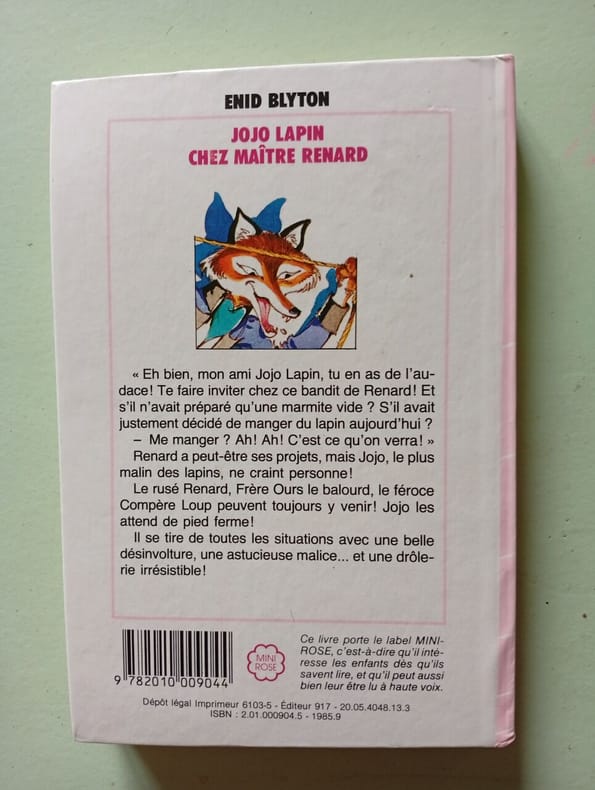 ENID BLYTON
JOJO LAPIN
CHEZ MAÎTRE RENARD
« Eh bien, mon ami Jojo Lapin, tu en as de l'au-
dace! Te faire inviter chez ce bandit de Renard! Et
s'il n'avait préparé qu'une marmite vide ? S'il avait
justement décidé de manger du lapin aujourd'hui ?
– Me manger ? Ah! Ah! C'est ce qu'on verra! »
Renard a peut-être ses projets, mais Jojo, le plus
malin des lapins, ne craint personne!
Le rusé Renard, Frère Ours le balourd, le féroce
Compère Loup peuvent toujours y venir! Jojo les
attend de pied ferme!
Il se tire de toutes les situations avec une belle
désinvolture, une astucieuse malice... et une drôle-
rie irrésistible!
9 782010 009044
MINI
ROSE
Ce livre porte le label MINI-
ROSE, c'est-à-dire qu'il inté-
resse les enfants dès qu'ils
savent lire, et qu'il peut aussi
bien leur être lu à haute voix.
Dépôt légal Imprimeur 6103-5 - Éditeur 917 - 20.05.4048.13.3
ISBN : 2.01.000904.5 - 1985.9